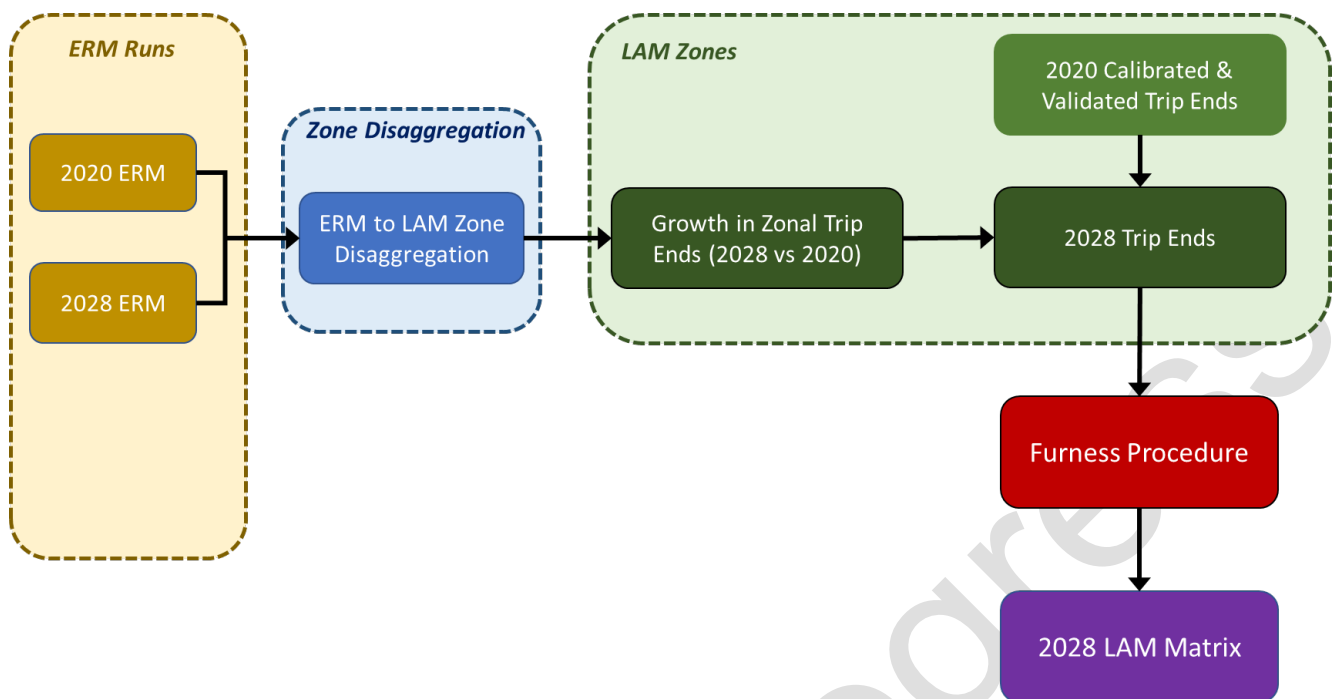 ERM Runs
2020 ERM
2028 ERM
Zone Disaggregation
ERM to LAM Zone
Disaggregation
LAM Zones
2020 Calibrated &
Validated Trip Ends
Growth in Zonal Trip
Ends (2028 vs 2020)
2028 Trip Ends
Furness Procedure
2028 LAM Matrix